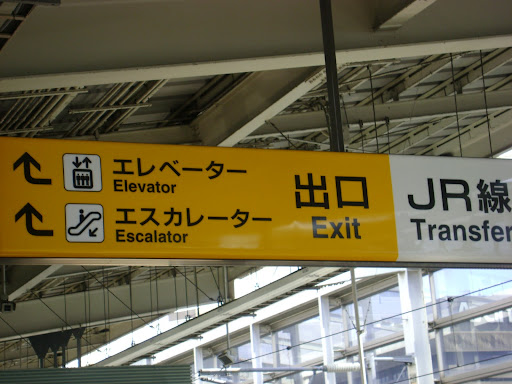 エレベーター
Elevator
エスカレーター
Escalator
出口
Exit
JR線
Transfer